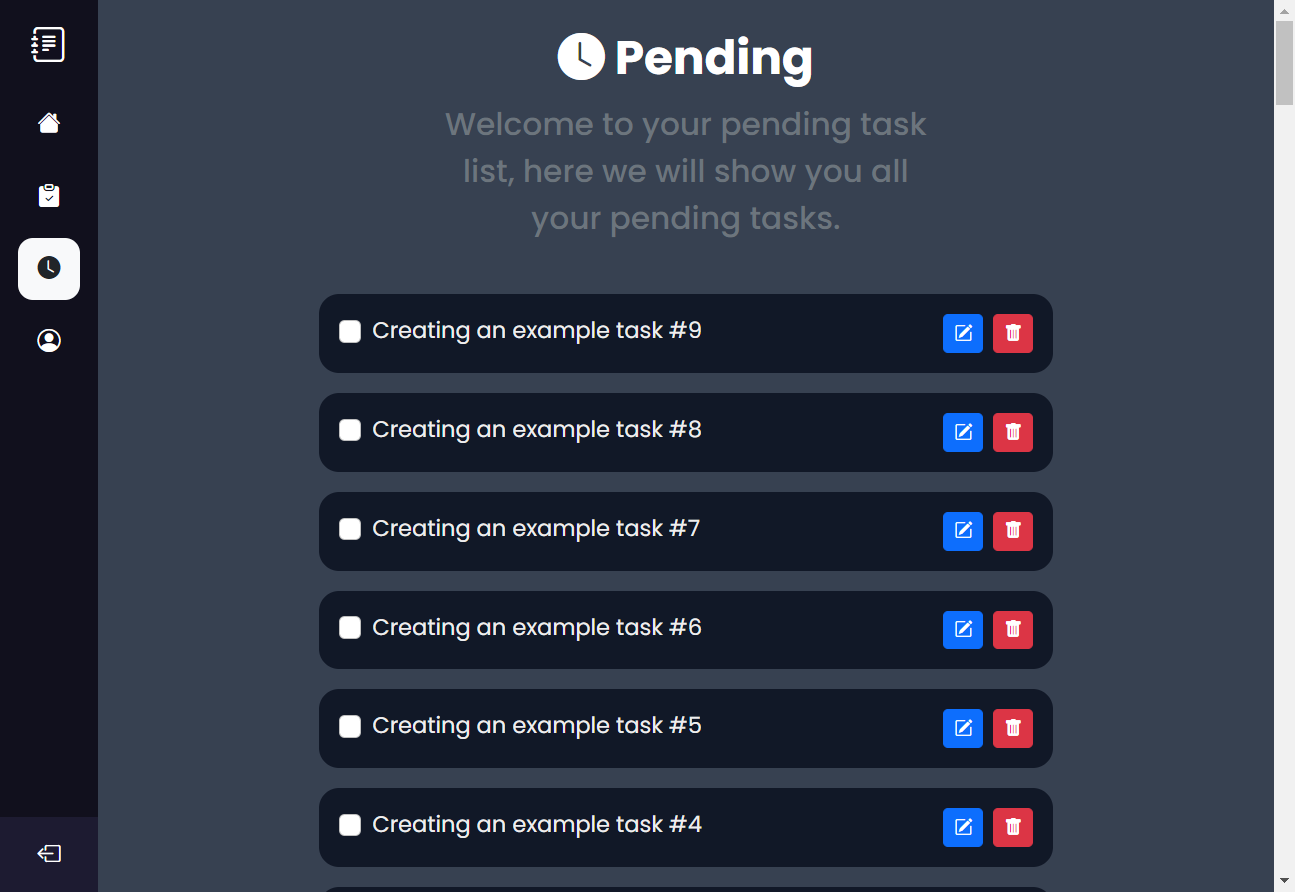 Pending
Welcome to your pending task
list, here we will show you all
your pending tasks.
Creating an example task #9
Creating an example task #8
Creating an example task #7
Creating an example task #6
Creating an example task #5
Creating an example task #4